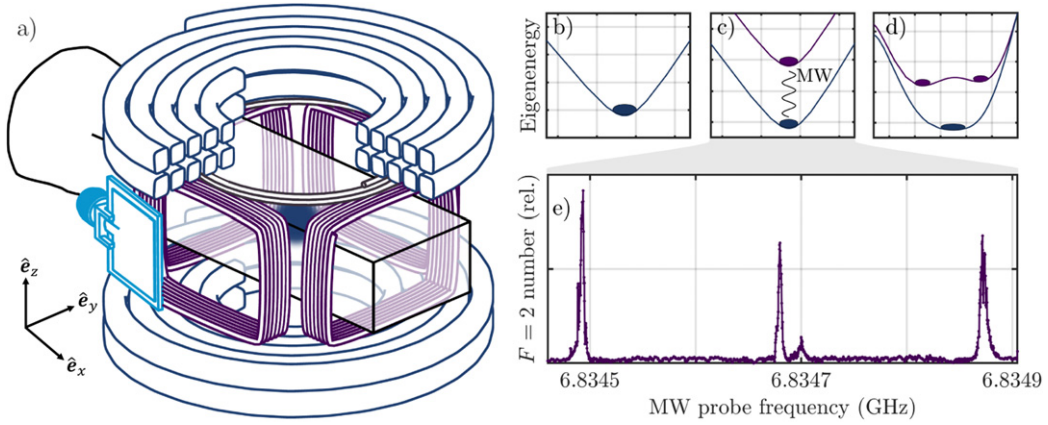 a)
b)
c)
d)
MW
Eigenenergy
ê_z
ê_y
ê_x
e)
F = 2 number (rel.)
6.8345
6.8347
6.8349
MW probe frequency (GHz)